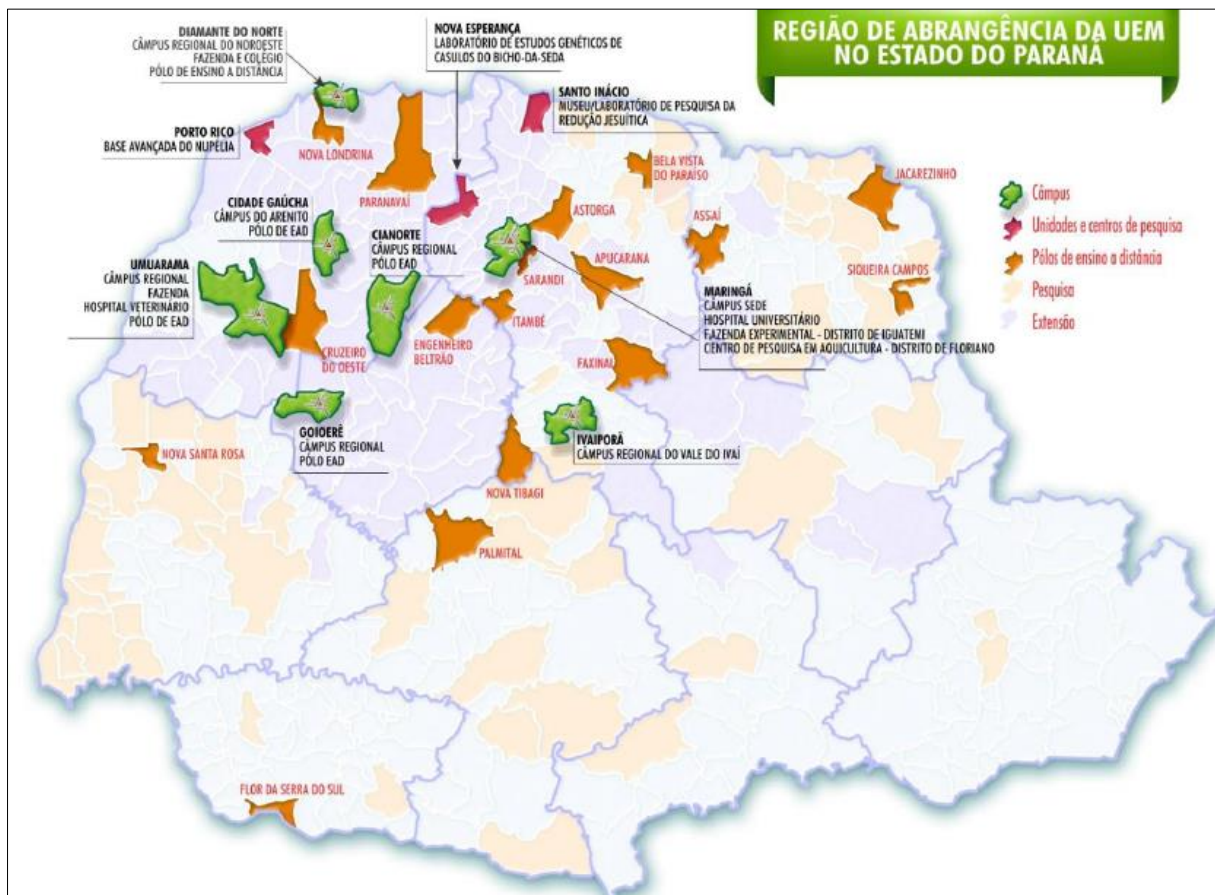 REGIÃO DE ABRANGÊNCIA DA UEM
NO ESTADO DO PARANÁ
DIAMANTE DO NORTE
CÂMPUS REGIONAL DO NOROESTE
FAZENDA E COLÉGIO
PÓLO DE ENSINO A DISTÂNCIA
NOVA ESPERANÇA
LABORATÓRIO DE ESTUDOS GENÉTICOS DE
CASULOS DO BICHO-DA-SEDA
SANTO INÁCIO
MUSEU/LABORATÓRIO DE PESQUISA DA
REDUÇÃO JESUÍTICA
PORTO RICO
BASE AVANÇADA DO NUPÉLIA
NOVA LONDRINA
PARANAVAÍ
BELA VISTA
DO PARAÍSO
JACAREZINHO
CIDADE GAÚCHA
CÂMPUS DO ARENITO
PÓLO DE EAD
CIANORTE
CÂMPUS REGIONAL
PÓLO EAD
ASTORGA
ASSAÍ
APUCARANA
SARANDI
SIQUEIRA CAMPOS
UMUARAMA
CÂMPUS REGIONAL
FAZENDA
HOSPITAL VETERINÁRIO
PÓLO DE EAD
MARINGÁ
CÂMPUS SEDE
HOSPITAL UNIVERSITÁRIO
FAZENDA EXPERIMENTAL - DISTRITO DE IGUATEMI
CENTRO DE PESQUISA EM AQUICULTURA - DISTRITO DE FLORIANO
CRUZEIRO
DO OESTE
ENGENHEIRO
BELTRÃO
ITAMBÉ
FAXINAL
GOIOERÊ
CÂMPUS REGIONAL
PÓLO EAD
IVAIPORÃ
CÂMPUS REGIONAL DO VALE DO IVAÍ
NOVA SANTA ROSA
NOVA TIBAGI
PALMITAL
FLOR DA SERRA DO SUL
Câmpus
Unidades e centros de pesquisa
Pólos de ensino a distância
Pesquisa
Extensão